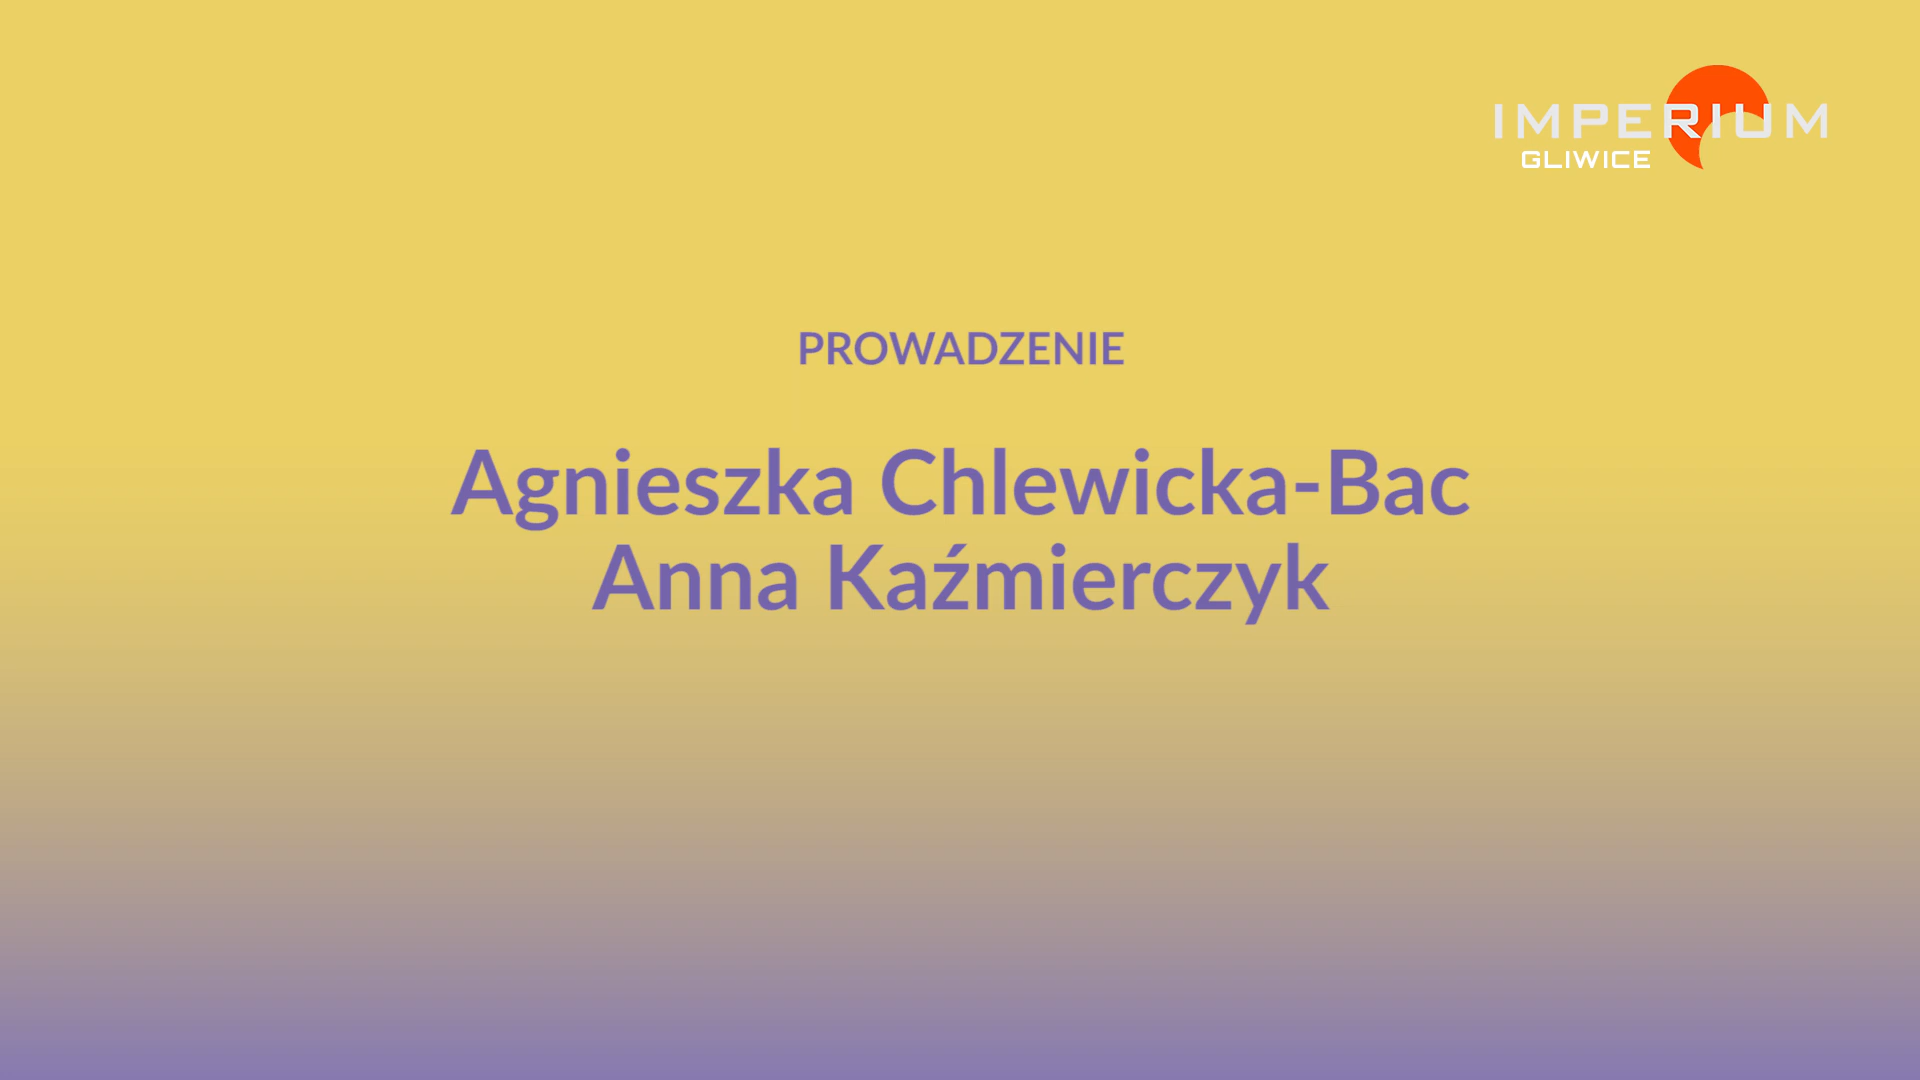 IMPERIUM
GLIWICE
PROWADZENIE
Agnieszka Chlewicka-Bac
Anna Kaźmierczyk